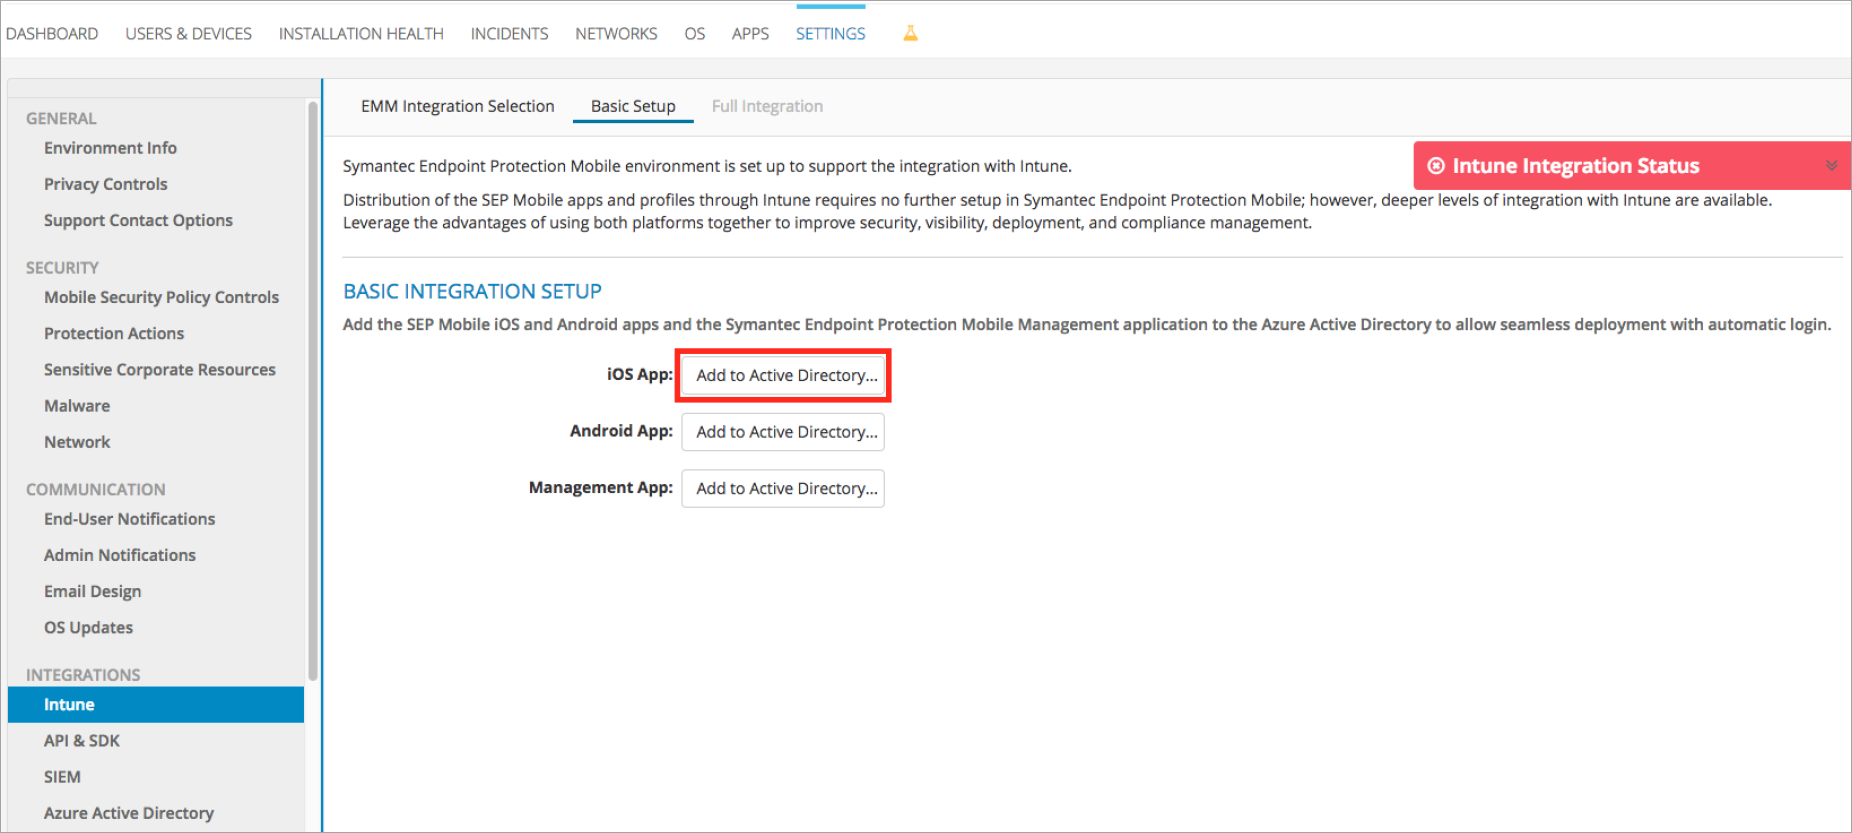 DASHBOARD USERS & DEVICES INSTALLATION HEALTH INCIDENTS NETWORKS OS APPS SETTINGS
GENERAL
Environment Info
Privacy Controls
Support Contact Options
SECURITY
Mobile Security Policy Controls
Protection Actions
Sensitive Corporate Resources
Malware
Network
COMMUNICATION
End-User Notifications
Admin Notifications
Email Design
OS Updates
INTEGRATIONS
Intune
API & SDK
SIEM
Azure Active Directory
EMM Integration Selection Basic Setup Full Integration
Symantec Endpoint Protection Mobile environment is set up to support the integration with Intune.
Intune Integration Status
Distribution of the SEP Mobile apps and profiles through Intune requires no further setup in Symantec Endpoint Protection Mobile; however, deeper levels of integration with Intune are available.
Leverage the advantages of using both platforms together to improve security, visibility, deployment, and compliance management.
BASIC INTEGRATION SETUP
Add the SEP Mobile iOS and Android apps and the Symantec Endpoint Protection Mobile Management application to the Azure Active Directory to allow seamless deployment with automatic login.
iOS App: Add to Active Directory...
Android App: Add to Active Directory...
Management App: Add to Active Directory...